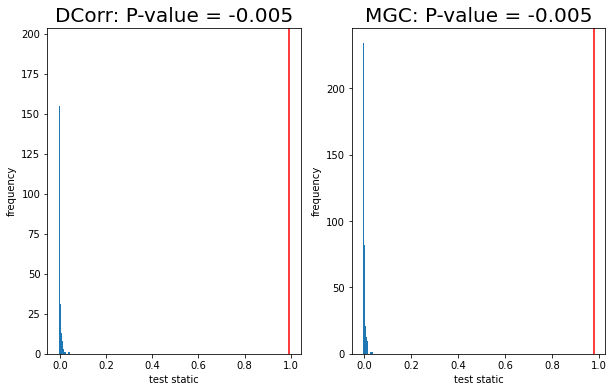 DCorr: P-value = -0.005
200
175
150
125
100
75
50
25
0
frequency
0.0 0.2 0.4 0.6 0.8 1.0
test static
MGC: P-value = -0.005
200
150
100
50
0
frequency
0.0 0.2 0.4 0.6 0.8 1.0
test static